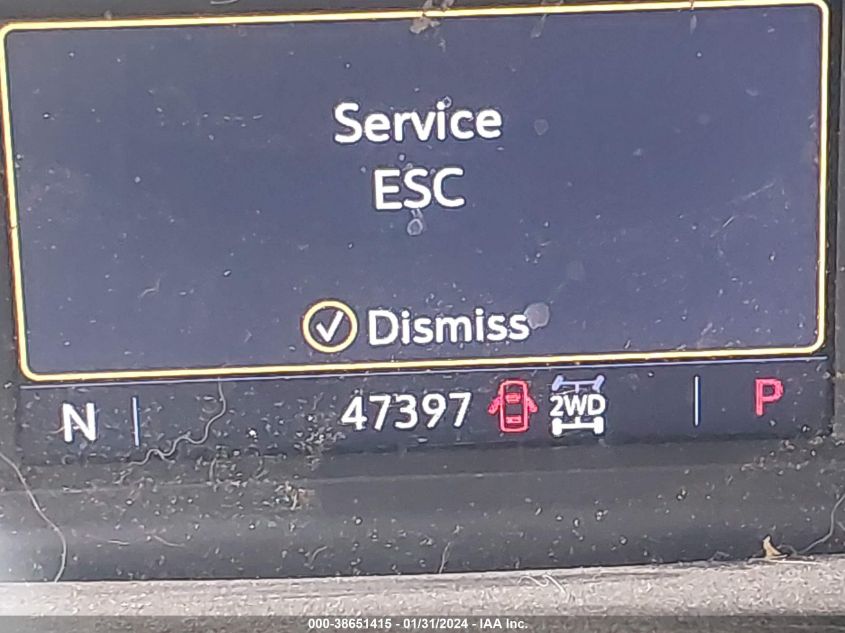 Service
ESC
Dismiss
N 47397 2WD P
000-38651415 - 01/31/2024 - IAA Inc.